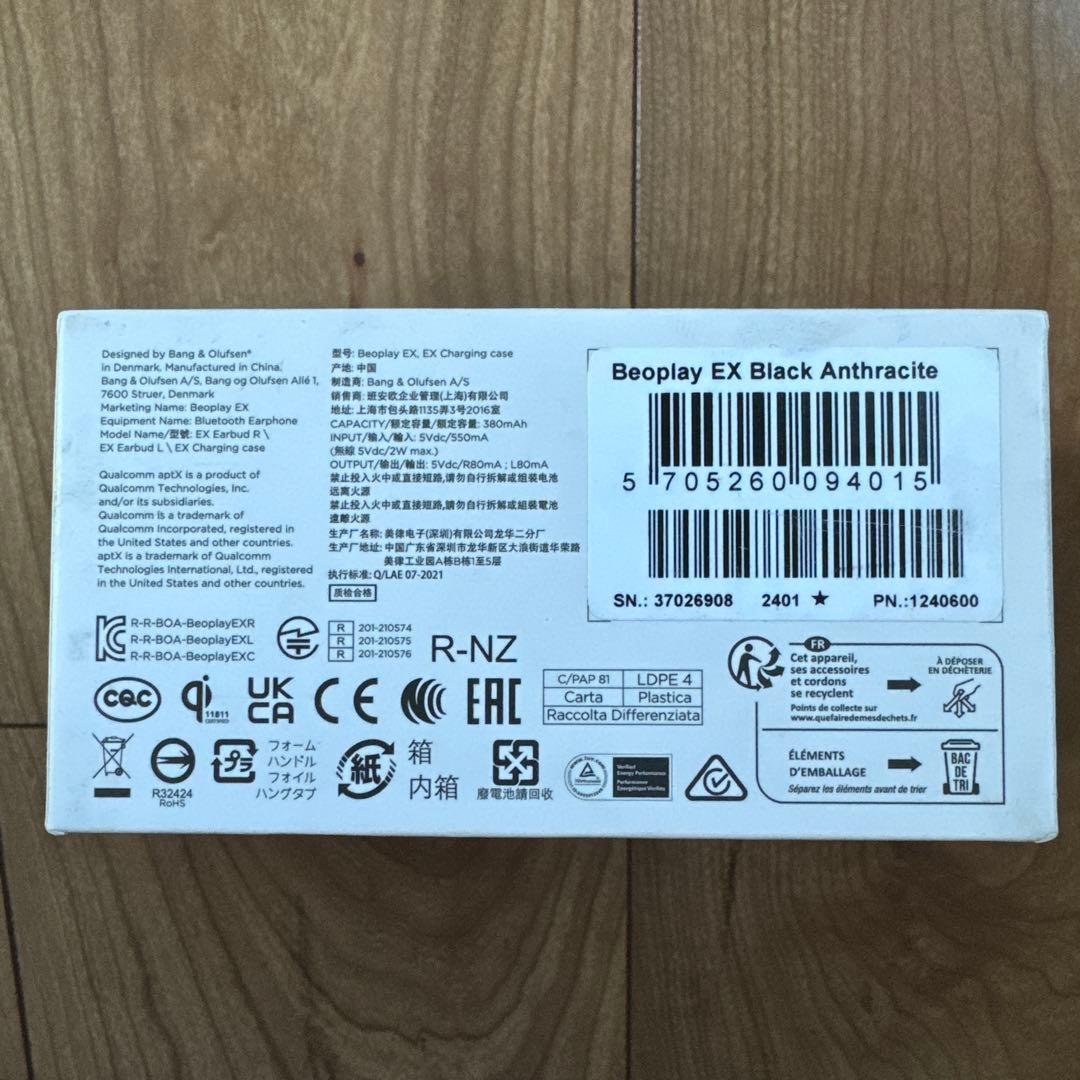 Designed by Bang & Olufsen®
in Denmark. Manufactured in China.
Bang & Olufsen A/S, Bang og Olufsen Allé 1,
7600 Struer, Denmark
Marketing Name: Beoplay EX
Equipment Name: Bluetooth Earphone
Model Name/型號: EX Earbud R \
EX Earbud L \ EX Charging case
Qualcomm aptX is a product of
Qualcomm Technologies, Inc.
and/or its subsidiaries.
Qualcomm is a trademark of
Qualcomm Incorporated, registered in
the United States and other countries.
aptX is a trademark of Qualcomm
Technologies International, Ltd., registered
in the United States and other countries.
型号: Beoplay EX, EX Charging case
产地: 中国
制造商: Bang & Olufsen A/S
销售商: 班安欧企业管理(上海)有限公司
地址: 上海市包头路1135弄3号2016室
CAPACITY/额定容量/額定容量: 380mAh
INPUT/输入/輸入: 5Vdc/550mA
(無線 5Vdc/2W max.)
OUTPUT/输出/輸出: 5Vdc/R80mA ; L80mA
禁止投入火中或直接短路,请勿自行拆解或组装电池
远离火源
禁止投入火中或直接短路,請勿自行拆解或組裝電池
遠離火源
生产厂名称: 美律电子(深圳)有限公司龙华二分厂
生产厂地址: 中国广东省深圳市龙华新区大浪街道华荣路
美律工业园A栋B栋1至5层
执行标准: Q/LAE 07-2021
质检合格
Beoplay EX Black Anthracite
5 705260 094015
SN.: 37026908 2401 ★ PN.:1240600
R-R-BOA-BeoplayEXR
R-R-BOA-BeoplayEXL
R-R-BOA-BeoplayEXC
R 201-210574
R 201-210575
R 201-210576
R-NZ
CQC
qi
11811
CERTIFIED
UK
CA
CE
EAC
C/PAP 81 LDPE 4
Carta Plastica
Raccolta Differenziata
FR
Cet appareil,
ses accessoires
et cordons
se recyclent
Points de collecte sur
www.quefairedemesdechets.fr
À DÉPOSER
EN DÉCHÈTERIE
ÉLÉMENTS
D'EMBALLAGE
BAC
DE
TRI
Séparez les éléments avant de trier
R32424
RoHS
プラ
フォーム
ハンドル
フォイル
ハングタブ
紙
箱
内箱
廢電池請回收
Verified
Energy Performance
Performance
Énergétique Vérifiée